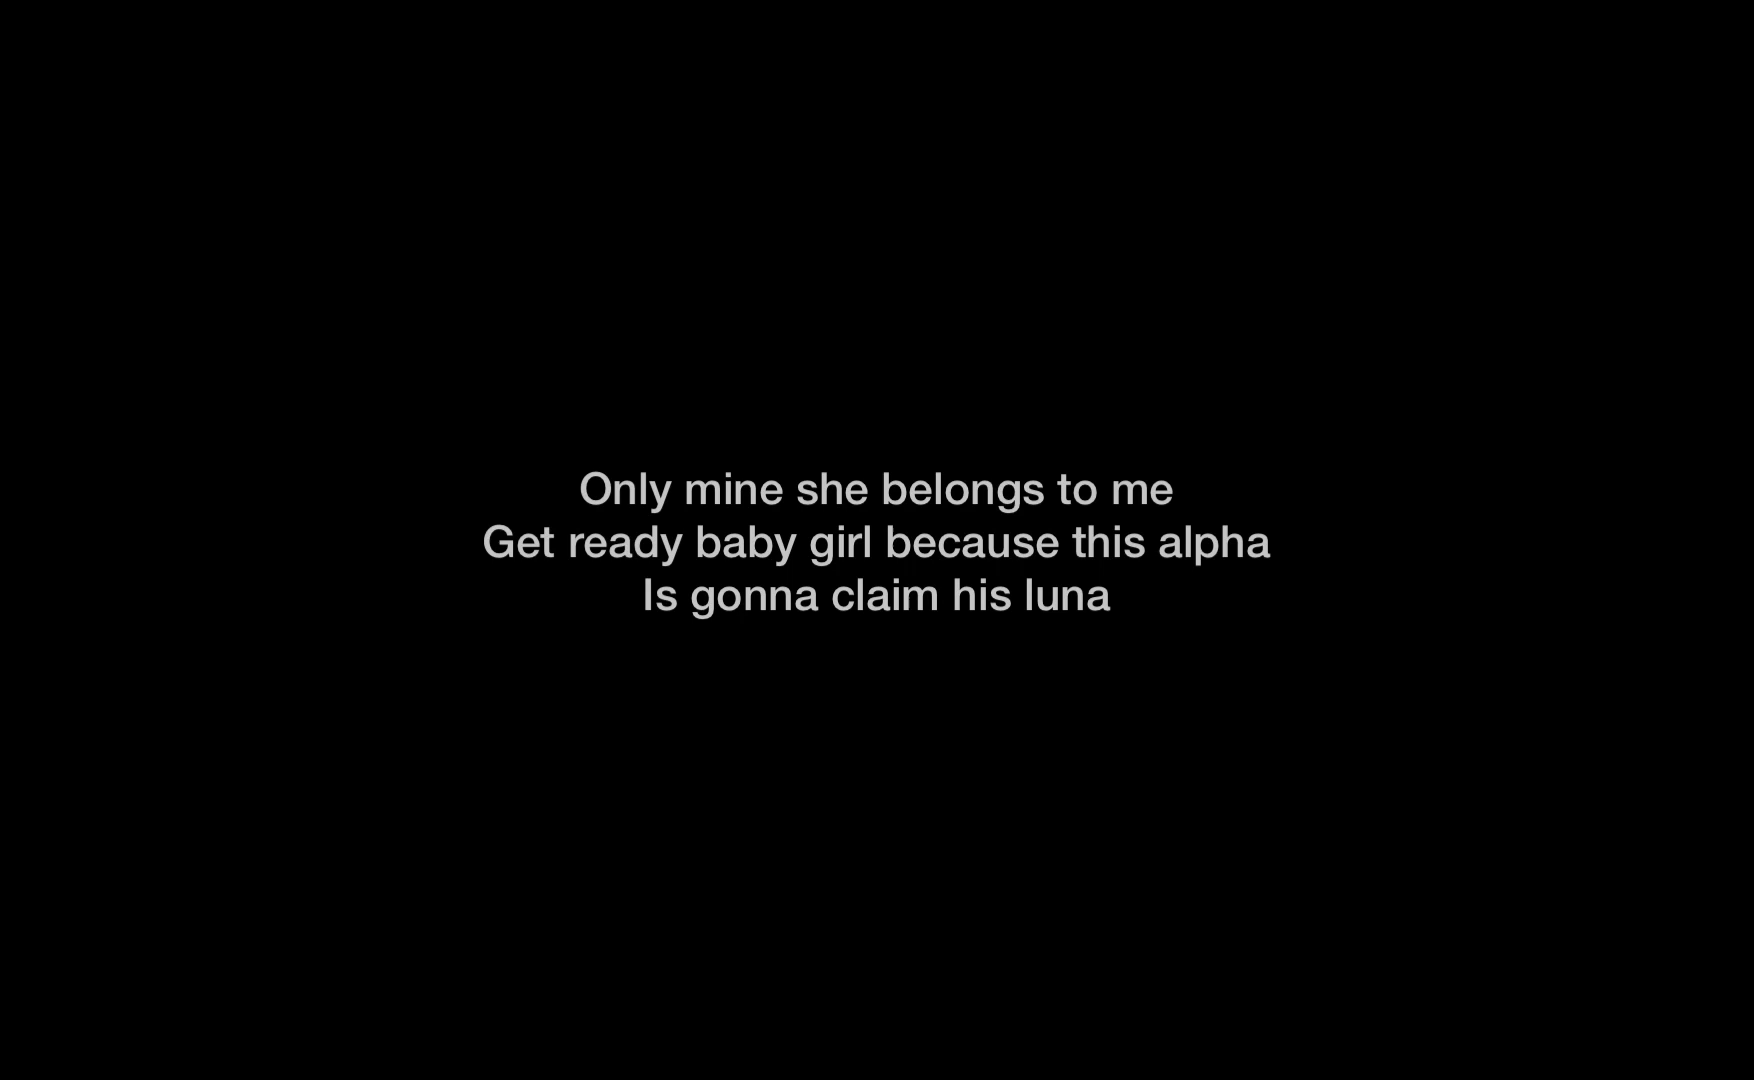 Only mine she belongs to me
Get ready baby girl because this alpha
Is gonna claim his luna